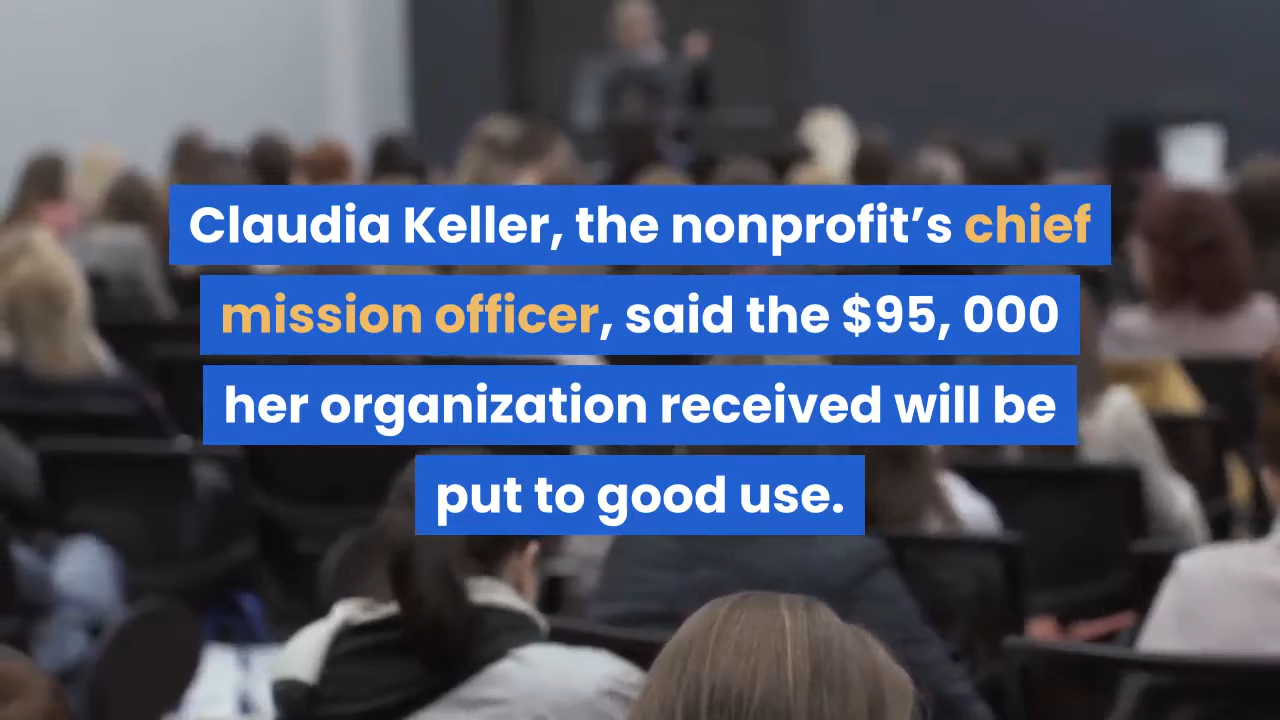 Claudia Keller, the nonprofit’s chief
mission officer, said the $95, 000
her organization received will be
put to good use.